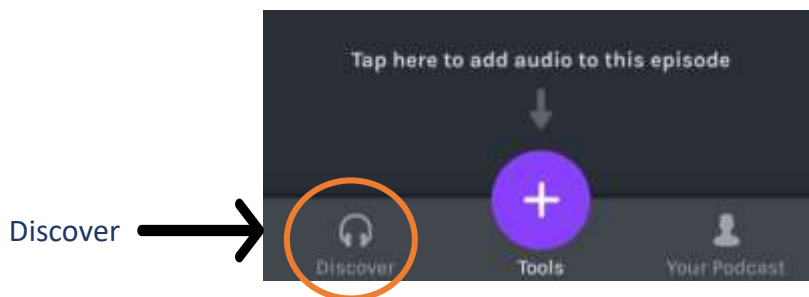 Tap here to add audio to this episode
Discover
Discover
Tools
Your Podcast